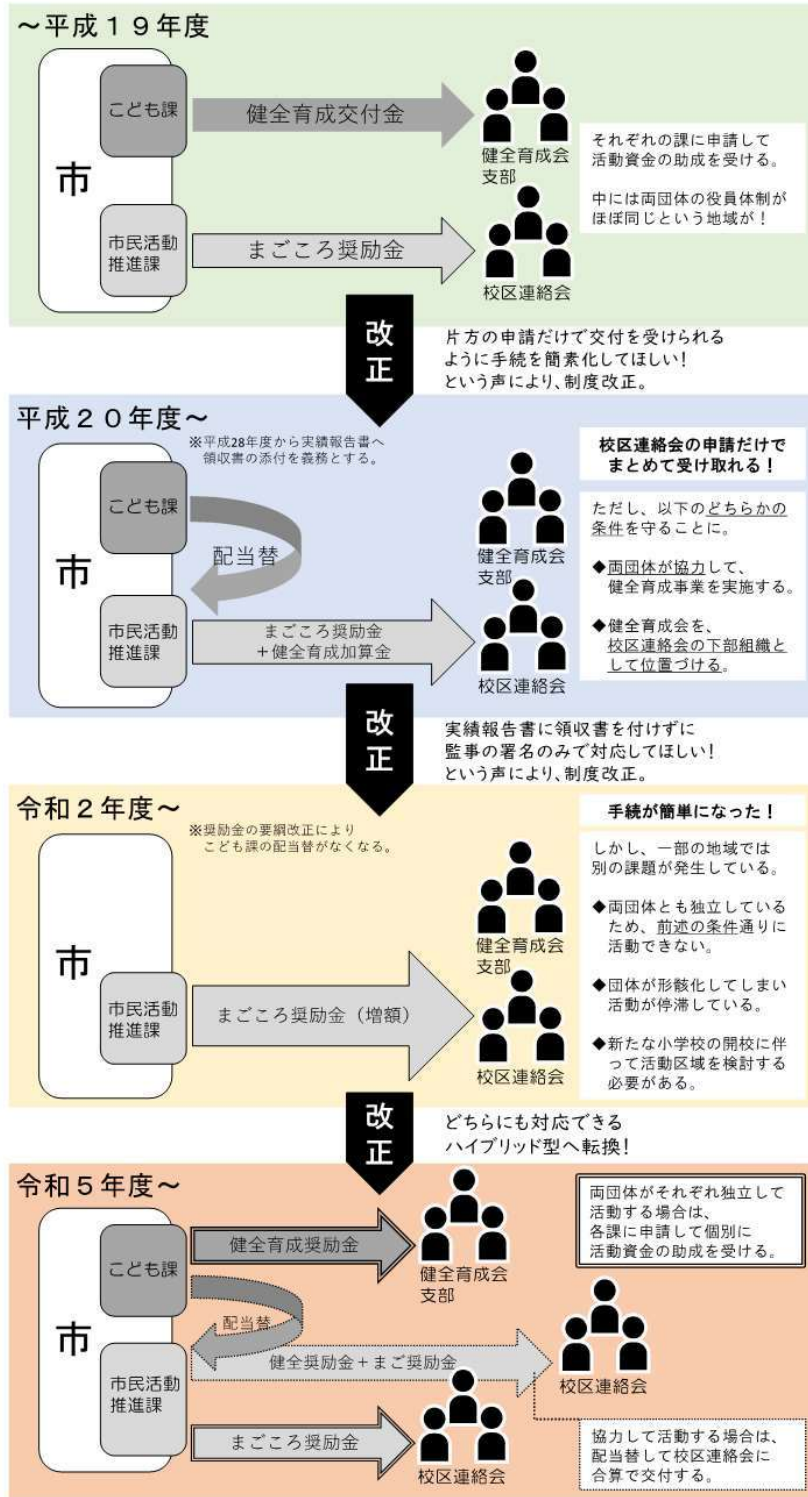 ～平成１９年度
こども課
健全育成交付金
健全育成会
支部
それぞれの課に申請して
活動資金の助成を受ける。
中には両団体の役員体制が
ほぼ同じという地域が！
市
市民活動
推進課
まごころ奨励金
校区連絡会
改正
片方の申請だけで交付を受けられる
ように手続を簡素化してほしい！
という声により、制度改正。
平成２０年度～
※平成28年度から実績報告書へ
領収書の添付を義務とする。
校区連絡会の申請だけで
まとめて受け取れる！
こども課
配当替
健全育成会
支部
ただし、以下のどちらかの
条件を守ることに。
◆両団体が協力して、
健全育成事業を実施する。
◆健全育成会を、
校区連絡会の下部組織と
して位置づける。
市
市民活動
推進課
まごころ奨励金
＋健全育成加算金
校区連絡会
改正
実績報告書に領収書を付けずに
監事の署名のみで対応してほしい！
という声により、制度改正。
令和２年度～
※奨励金の要綱改正により
こども課の配当替がなくなる。
手続が簡単になった！
しかし、一部の地域では
別の課題が発生している。
◆両団体とも独立している
ため、前述の条件通りに
活動できない。
◆団体が形骸化してしまい
活動が停滞している。
◆新たな小学校の開校に伴
って活動区域を検討する
必要がある。
健全育成会
支部
市
市民活動
推進課
まごころ奨励金（増額）
校区連絡会
改正
どちらにも対応できる
ハイブリッド型へ転換！
令和５年度～
こども課
健全育成奨励金
健全育成会
支部
両団体がそれぞれ独立して
活動する場合は、
各課に申請して個別に
活動資金の助成を受ける。
配当替
市
健全奨励金＋まご奨励金
校区連絡会
市民活動
推進課
まごころ奨励金
校区連絡会
協力して活動する場合は、
配当替して校区連絡会に
合算で交付する。